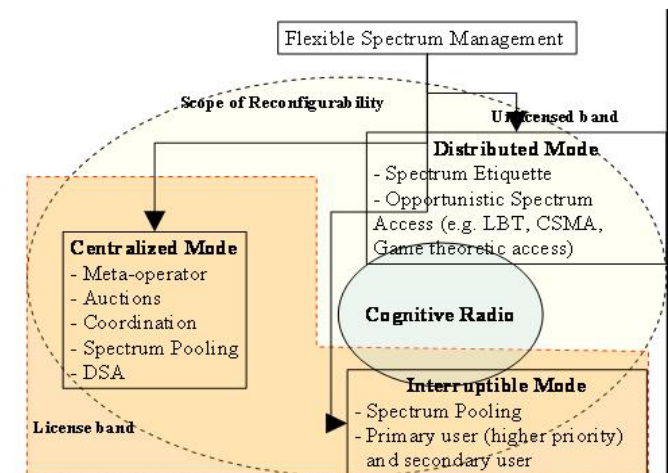 Flexible Spectrum Management
Scope of Reconfigurability
Unlicensed band
Distributed Mode
- Spectrum Etiquette
- Opportunistic Spectrum
Access (e.g. LBT, CSMA,
Game theoretic access)
Centralized Mode
- Meta-operator
- Auctions
- Coordination
- Spectrum Pooling
- DSA
Cognitive Radio
Interruptible Mode
- Spectrum Pooling
- Primary user (higher priority)
and secondary user
License band